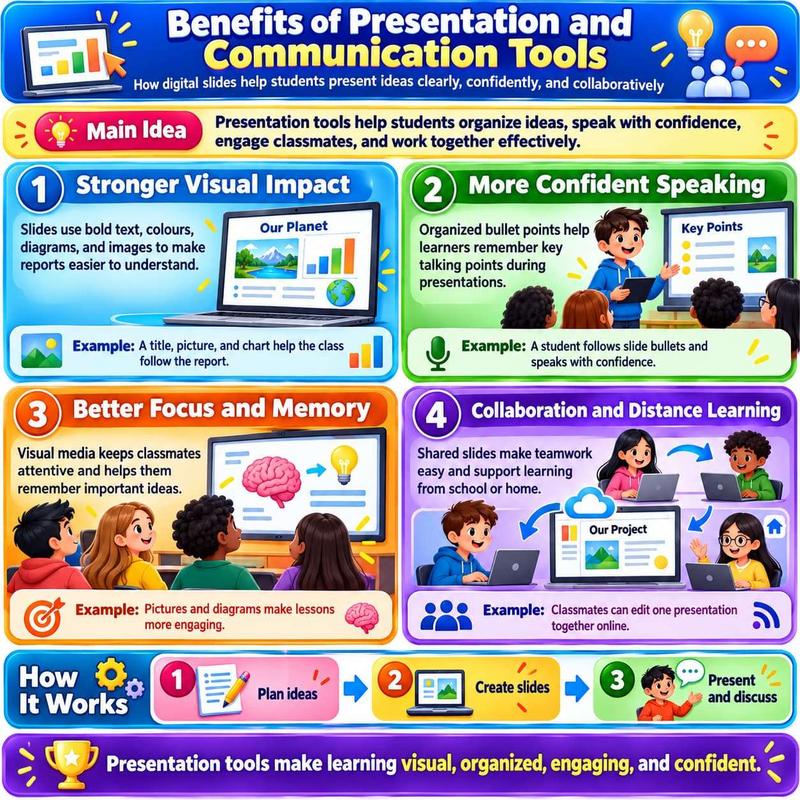 Benefits of Presentation and
Communication Tools
How digital slides help students present ideas clearly, confidently, and collaboratively
Main Idea
Presentation tools help students organize ideas, speak with confidence,
engage classmates, and work together effectively.
1 Stronger Visual Impact
Slides use bold text, colours,
diagrams, and images to make
reports easier to understand.
Our Planet
Example: A title, picture, and chart help the class
follow the report.
2 More Confident Speaking
Organized bullet points help
learners remember key
talking points during
presentations.
Key Points
Example: A student follows slide bullets and
speaks with confidence.
3 Better Focus and Memory
Visual media keeps classmates
attentive and helps them
remember important ideas.
Example: Pictures and diagrams make lessons
more engaging.
4 Collaboration and Distance Learning
Shared slides make teamwork
easy and support learning
from school or home.
Our Project
Example: Classmates can edit one presentation
together online.
How
It Works
1 Plan ideas
2 Create slides
3 Present
and discuss
Presentation tools make learning visual, organized, engaging, and confident.